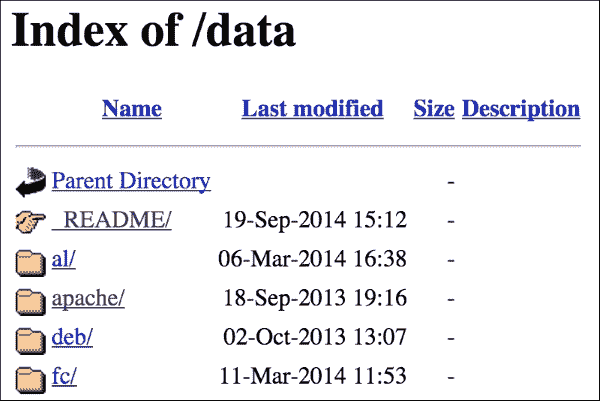 Index of /data
Name Last modified Size Description
Parent Directory -
_README/ 19-Sep-2014 15:12 -
al/ 06-Mar-2014 16:38 -
apache/ 18-Sep-2013 19:16 -
deb/ 02-Oct-2013 13:07 -
fc/ 11-Mar-2014 11:53 -